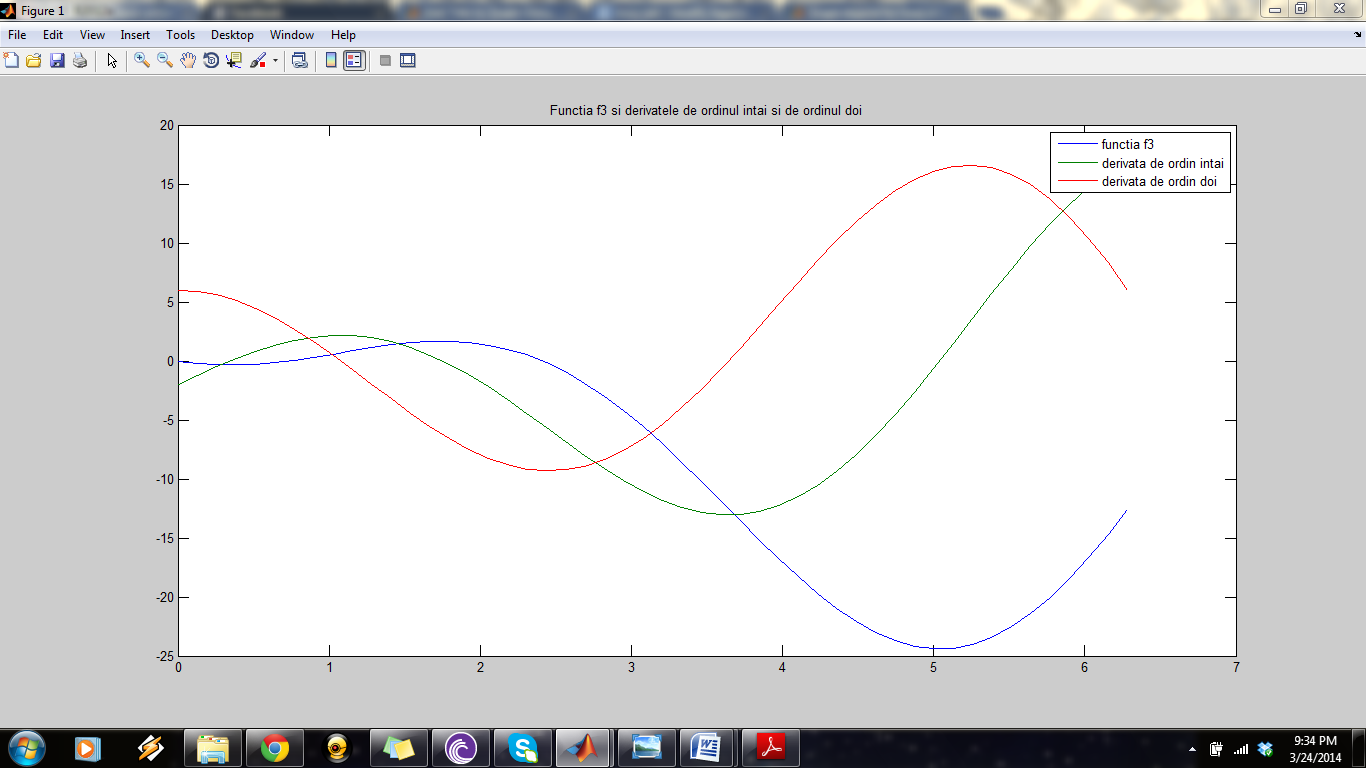 Figure 1
File Edit View Insert Tools Desktop Window Help
Functia f3 si derivatele de ordinul intai si de ordinul doi
20
15
10
5
0
-5
-10
-15
-20
-25
0 1 2 3 4 5 6 7
functia f3
derivata de ordin intai
derivata de ordin doi
9:34 PM
3/24/2014